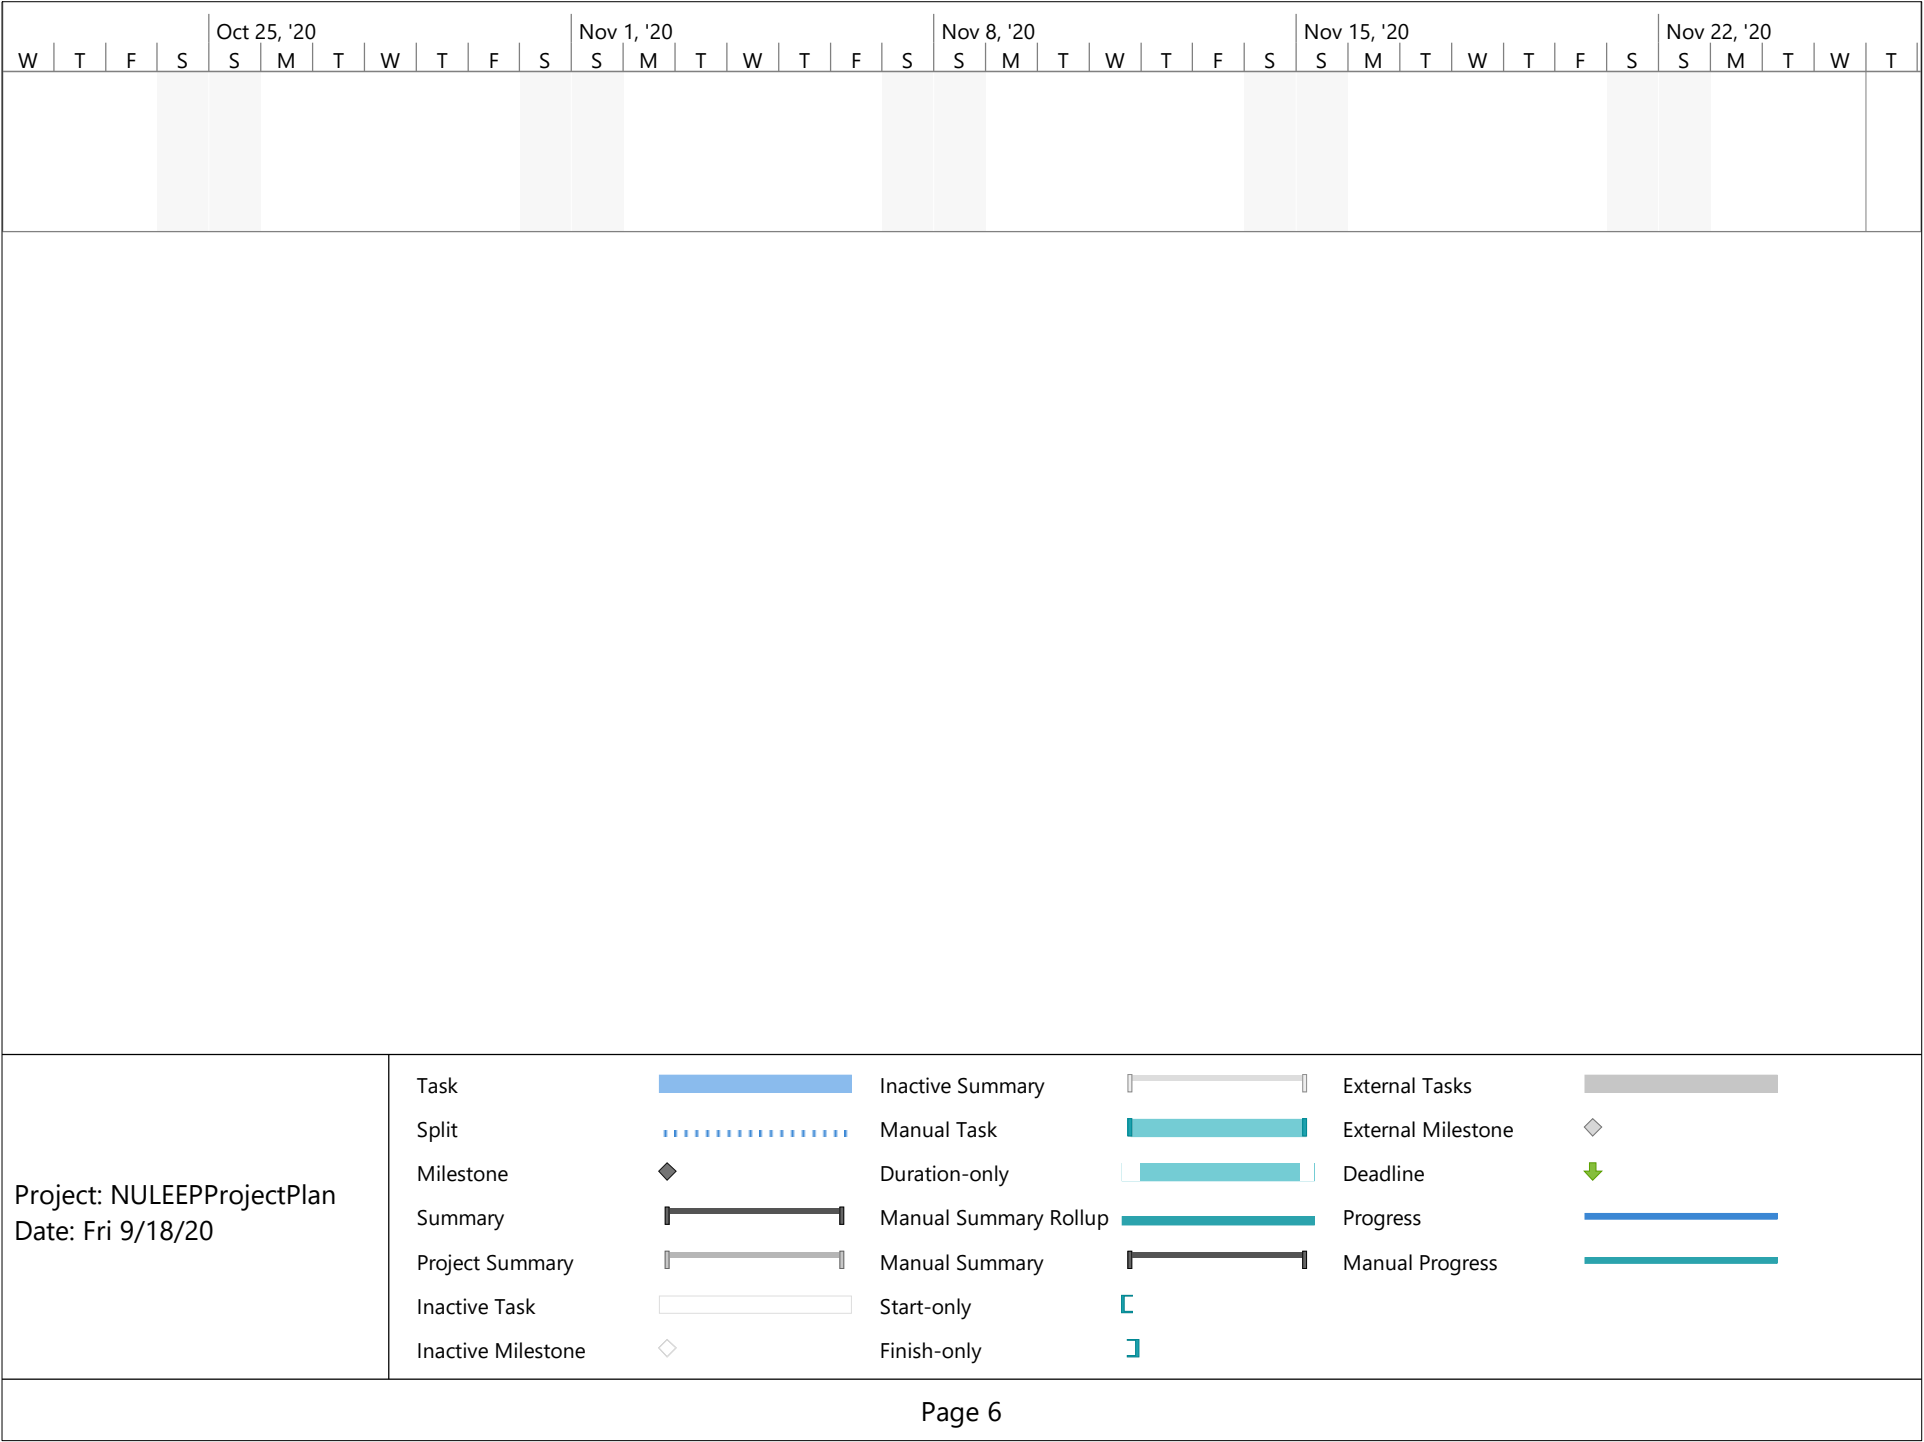 Oct 25, '20 Nov 1, '20 Nov 8, '20 Nov 15, '20 Nov 22, '20
W T F S S M T W T F S S M T W T F S S M T W T F S S M T W T F S S M T W T
Project: NULEEPProjectPlan
Date: Fri 9/18/20
Task
Split
Milestone
Summary
Project Summary
Inactive Task
Inactive Milestone
Inactive Summary
Manual Task
Duration-only
Manual Summary Rollup
Manual Summary
Start-only
Finish-only
External Tasks
External Milestone
Deadline
Progress
Manual Progress
Page 6